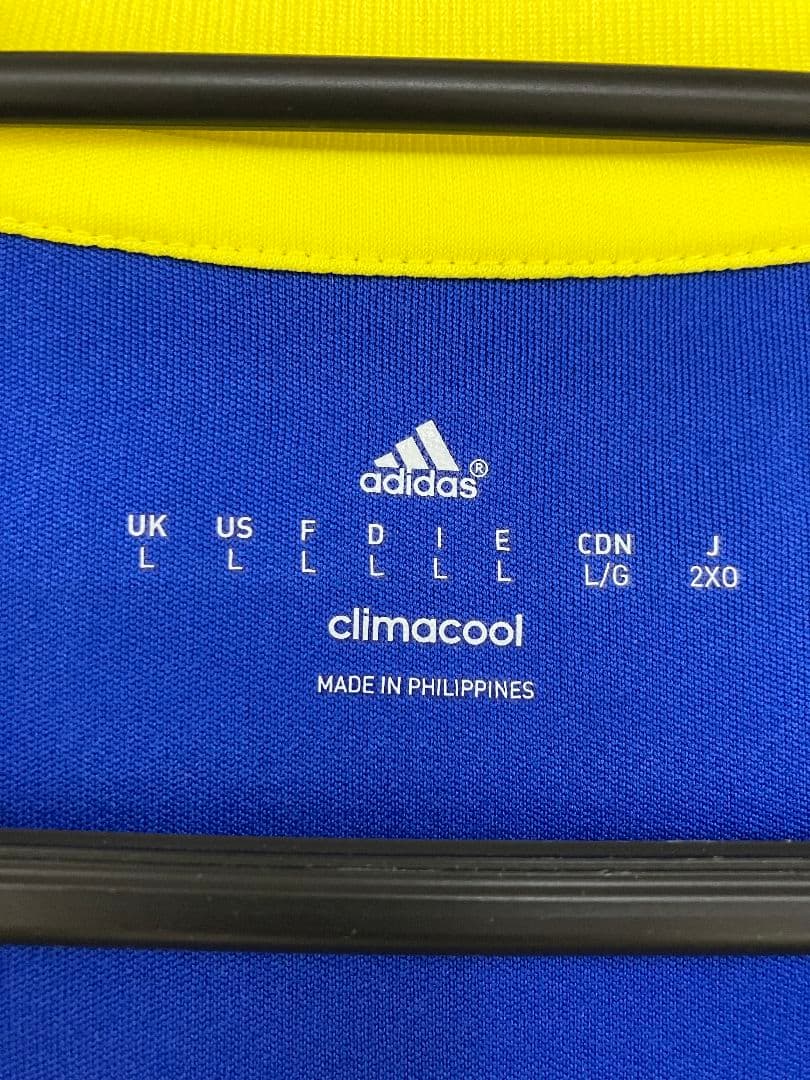 adidas®
UK US F D I E CDN J
L L L L L L L/G 2XO
climacool
MADE IN PHILIPPINES